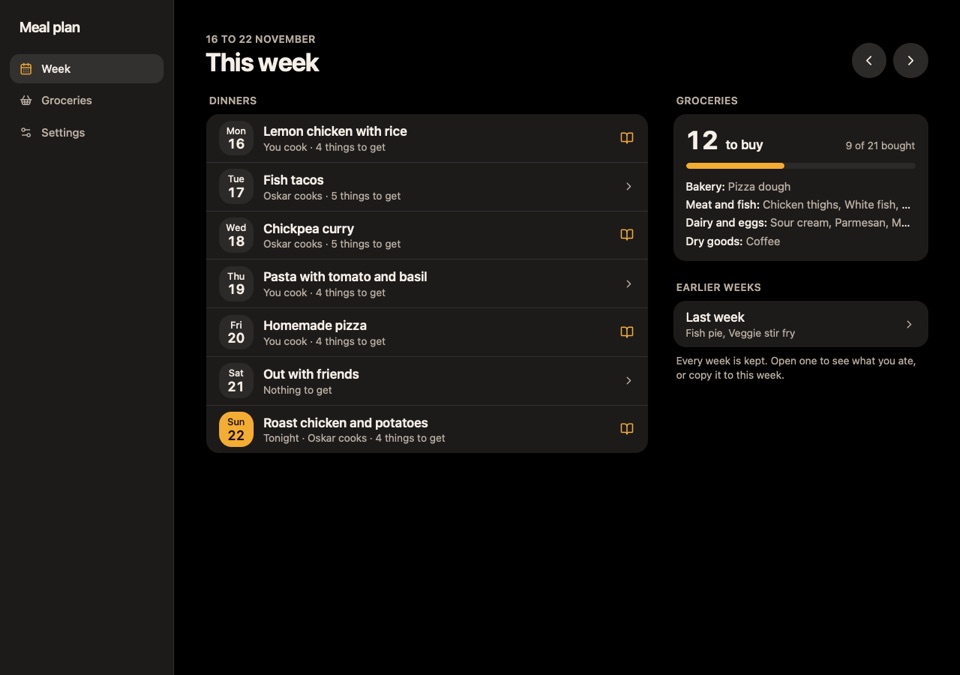 Meal plan
Week
Groceries
Settings
16 TO 22 NOVEMBER
This week
DINNERS
Mon
16
Lemon chicken with rice
You cook · 4 things to get
Tue
17
Fish tacos
Oskar cooks · 5 things to get
Wed
18
Chickpea curry
Oskar cooks · 5 things to get
Thu
19
Pasta with tomato and basil
You cook · 4 things to get
Fri
20
Homemade pizza
You cook · 4 things to get
Sat
21
Out with friends
Nothing to get
Sun
22
Roast chicken and potatoes
Tonight · Oskar cooks · 4 things to get
GROCERIES
12 to buy
9 of 21 bought
Bakery: Pizza dough
Meat and fish: Chicken thighs, White fish, ...
Dairy and eggs: Sour cream, Parmesan, M...
Dry goods: Coffee
EARLIER WEEKS
Last week
Fish pie, Veggie stir fry
Every week is kept. Open one to see what you ate,
or copy it to this week.